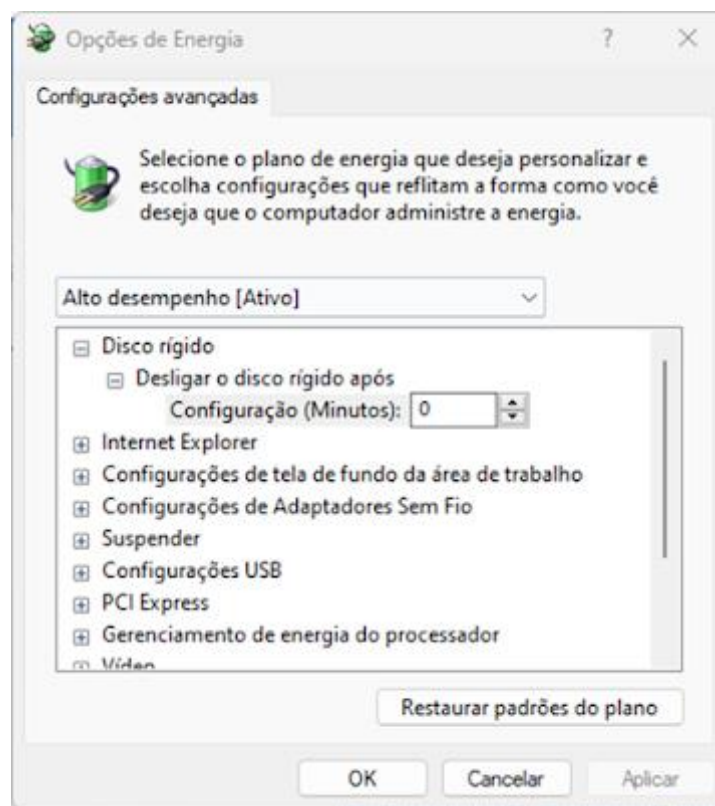 Opções de Energia
Configurações avançadas
Selecione o plano de energia que deseja personalizar e
escolha configurações que reflitam a forma como você
deseja que o computador administre a energia.
Alto desempenho [Ativo]
Disco rígido
Desligar o disco rígido após
Configuração (Minutos): 0
Internet Explorer
Configurações de tela de fundo da área de trabalho
Configurações de Adaptadores Sem Fio
Suspender
Configurações USB
PCI Express
Gerenciamento de energia do processador
Vídeo
Restaurar padrões do plano
OK Cancelar Aplicar